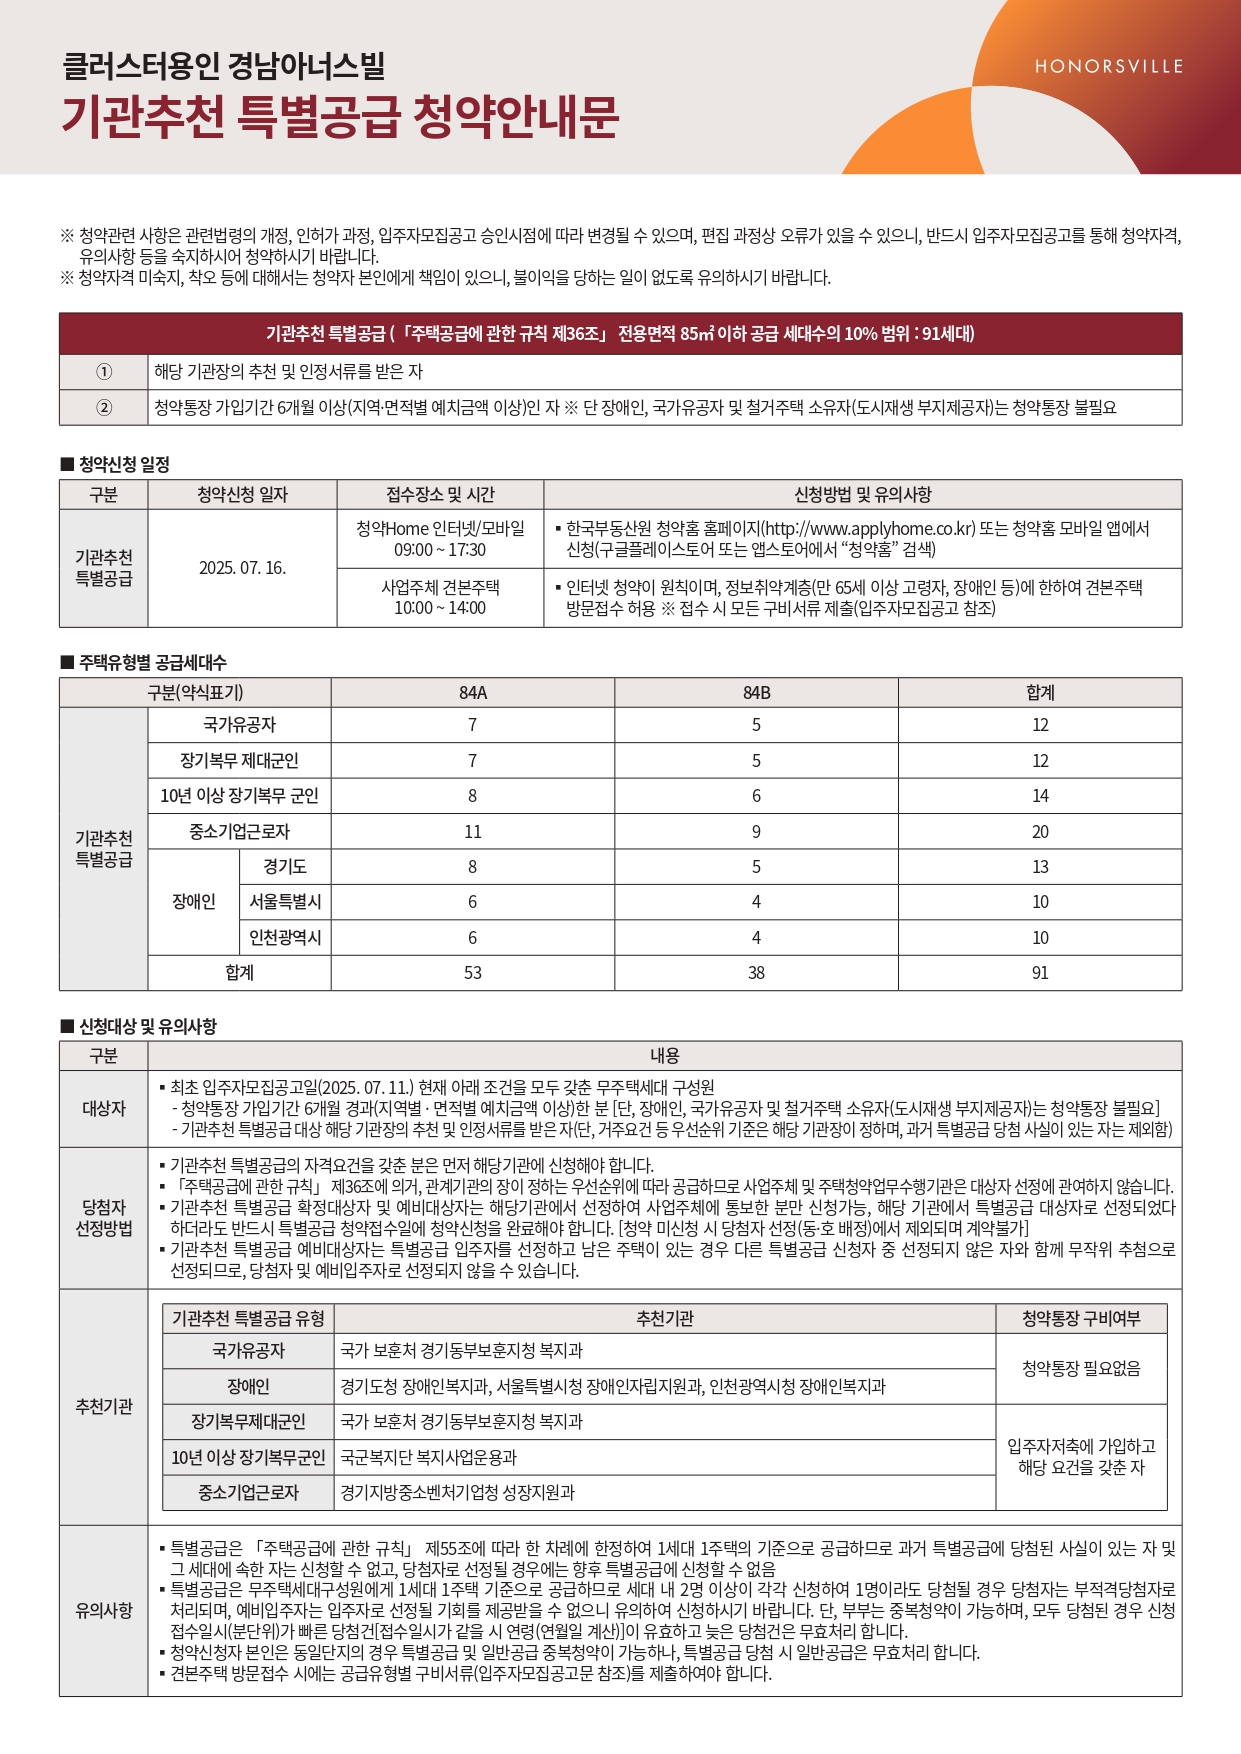 클러스터용인 경남아너스빌
기관추천 특별공급 청약안내문
HONORSVILLE
※ 청약관련 사항은 관련법령의 개정, 인허가 과정, 입주자모집공고 승인시점에 따라 변경될 수 있으며, 편집 과정상 오류가 있을 수 있으니, 반드시 입주자모집공고를 통해 청약자격,
유의사항 등을 숙지하시어 청약하시기 바랍니다.
※ 청약자격 미숙지, 착오 등에 대해서는 청약자 본인에게 책임이 있으니, 불이익을 당하는 일이 없도록 유의하시기 바랍니다.
기관추천 특별공급 (「주택공급에 관한 규칙 제36조」 전용면적 85㎡ 이하 공급 세대수의 10% 범위 : 91세대)
① 해당 기관장의 추천 및 인정서류를 받은 자
② 청약통장 가입기간 6개월 이상(지역·면적별 예치금액 이상)인 자 ※ 단 장애인, 국가유공자 및 철거주택 소유자(도시재생 부지제공자)는 청약통장 불필요
■ 청약신청 일정
구분 청약신청 일자 접수장소 및 시간 신청방법 및 유의사항
기관추천
특별공급
2025. 07. 16.
청약Home 인터넷/모바일
09:00 ~ 17:30
▪ 한국부동산원 청약홈 홈페이지(http://www.applyhome.co.kr) 또는 청약홈 모바일 앱에서
신청(구글플레이스토어 또는 앱스토어에서 “청약홈” 검색)
사업주체 견본주택
10:00 ~ 14:00
▪ 인터넷 청약이 원칙이며, 정보취약계층(만 65세 이상 고령자, 장애인 등)에 한하여 견본주택
방문접수 허용 ※ 접수 시 모든 구비서류 제출(입주자모집공고 참조)
■ 주택유형별 공급세대수
구분(약식표기) 84A 84B 합계
기관추천
특별공급
국가유공자 7 5 12
장기복무 제대군인 7 5 12
10년 이상 장기복무 군인 8 6 14
중소기업근로자 11 9 20
장애인
경기도 8 5 13
서울특별시 6 4 10
인천광역시 6 4 10
합계 53 38 91
■ 신청대상 및 유의사항
구분 내용
대상자
▪ 최초 입주자모집공고일(2025. 07. 11.) 현재 아래 조건을 모두 갖춘 무주택세대 구성원
- 청약통장 가입기간 6개월 경과(지역별 · 면적별 예치금액 이상)한 분 [단, 장애인, 국가유공자 및 철거주택 소유자(도시재생 부지제공자)는 청약통장 불필요]
- 기관추천 특별공급 대상 해당 기관장의 추천 및 인정서류를 받은 자(단, 거주요건 등 우선순위 기준은 해당 기관장이 정하며, 과거 특별공급 당첨 사실이 있는 자는 제외함)
당첨자
선정방법
▪ 기관추천 특별공급의 자격요건을 갖춘 분은 먼저 해당기관에 신청해야 합니다.
▪ 「주택공급에 관한 규칙」 제36조에 의거, 관계기관의 장이 정하는 우선순위에 따라 공급하므로 사업주체 및 주택청약업무수행기관은 대상자 선정에 관여하지 않습니다.
▪ 기관추천 특별공급 확정대상자 및 예비대상자는 해당기관에서 선정하여 사업주체에 통보한 분만 신청가능, 해당 기관에서 특별공급 대상자로 선정되었다
하더라도 반드시 특별공급 청약접수일에 청약신청을 완료해야 합니다. [청약 미신청 시 당첨자 선정(동·호 배정)에서 제외되며 계약불가]
▪ 기관추천 특별공급 예비대상자는 특별공급 입주자를 선정하고 남은 주택이 있는 경우 다른 특별공급 신청자 중 선정되지 않은 자와 함께 무작위 추첨으로
선정되므로, 당첨자 및 예비입주자로 선정되지 않을 수 있습니다.
추천기관
기관추천 특별공급 유형 추천기관 청약통장 구비여부
국가유공자 국가 보훈처 경기동부보훈지청 복지과
청약통장 필요없음
장애인 경기도청 장애인복지과, 서울특별시청 장애인자립지원과, 인천광역시청 장애인복지과
장기복무제대군인 국가 보훈처 경기동부보훈지청 복지과
10년 이상 장기복무군인 국군복지단 복지사업운용과
입주자저축에 가입하고
해당 요건을 갖춘 자
중소기업근로자 경기지방중소벤처기업청 성장지원과
유의사항
▪ 특별공급은 「주택공급에 관한 규칙」 제55조에 따라 한 차례에 한정하여 1세대 1주택의 기준으로 공급하므로 과거 특별공급에 당첨된 사실이 있는 자 및
그 세대에 속한 자는 신청할 수 없고, 당첨자로 선정될 경우에는 향후 특별공급에 신청할 수 없음
▪ 특별공급은 무주택세대구성원에게 1세대 1주택 기준으로 공급하므로 세대 내 2명 이상이 각각 신청하여 1명이라도 당첨될 경우 당첨자는 부적격당첨자로
처리되며, 예비입주자는 입주자로 선정될 기회를 제공받을 수 없으니 유의하여 신청하시기 바랍니다. 단, 부부는 중복청약이 가능하며, 모두 당첨된 경우 신청
접수일시(분단위)가 빠른 당첨건[접수일시가 같을 시 연령(연월일 계산)]이 유효하고 늦은 당첨건은 무효처리 합니다.
▪ 청약신청자 본인은 동일단지의 경우 특별공급 및 일반공급 중복청약이 가능하나, 특별공급 당첨 시 일반공급은 무효처리 합니다.
▪ 견본주택 방문접수 시에는 공급유형별 구비서류(입주자모집공고문 참조)를 제출하여야 합니다.